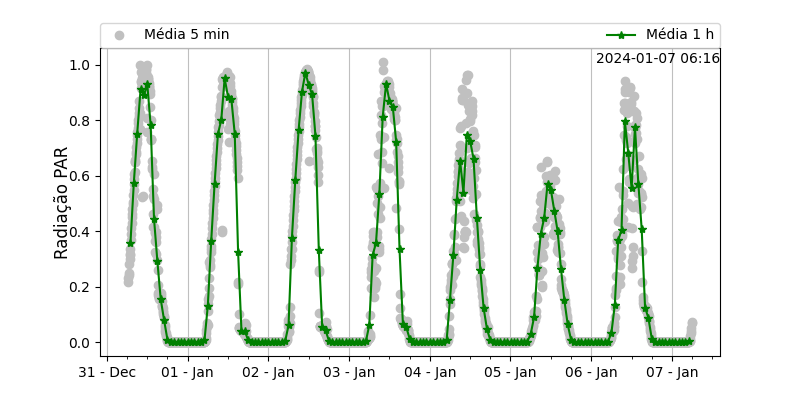 Média 5 min
Média 1 h
2024-01-07 06:16
Radiação PAR
1.0
0.8
0.6
0.4
0.2
0.0
31 - Dec
01 - Jan
02 - Jan
03 - Jan
04 - Jan
05 - Jan
06 - Jan
07 - Jan